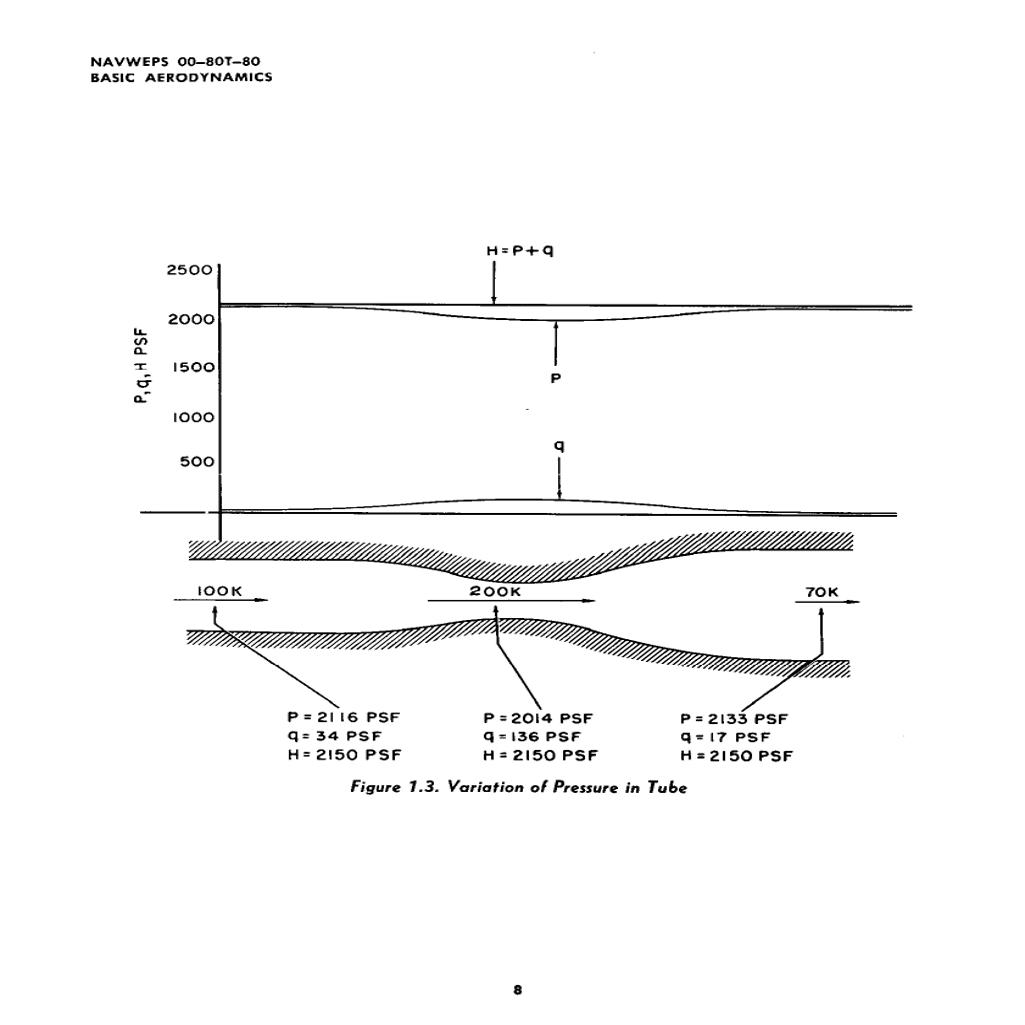 NAVWEPS 00–80T–80
BASIC AERODYNAMICS
H=P+q
2500
2000
1500
1000
500
P,q,H PSF
P
q
100K
200K
70K
P = 2116 PSF
q = 34 PSF
H = 2150 PSF
P = 2014 PSF
q = 136 PSF
H = 2150 PSF
P = 2133 PSF
q = 17 PSF
H = 2150 PSF
Figure 1.3. Variation of Pressure in Tube
8